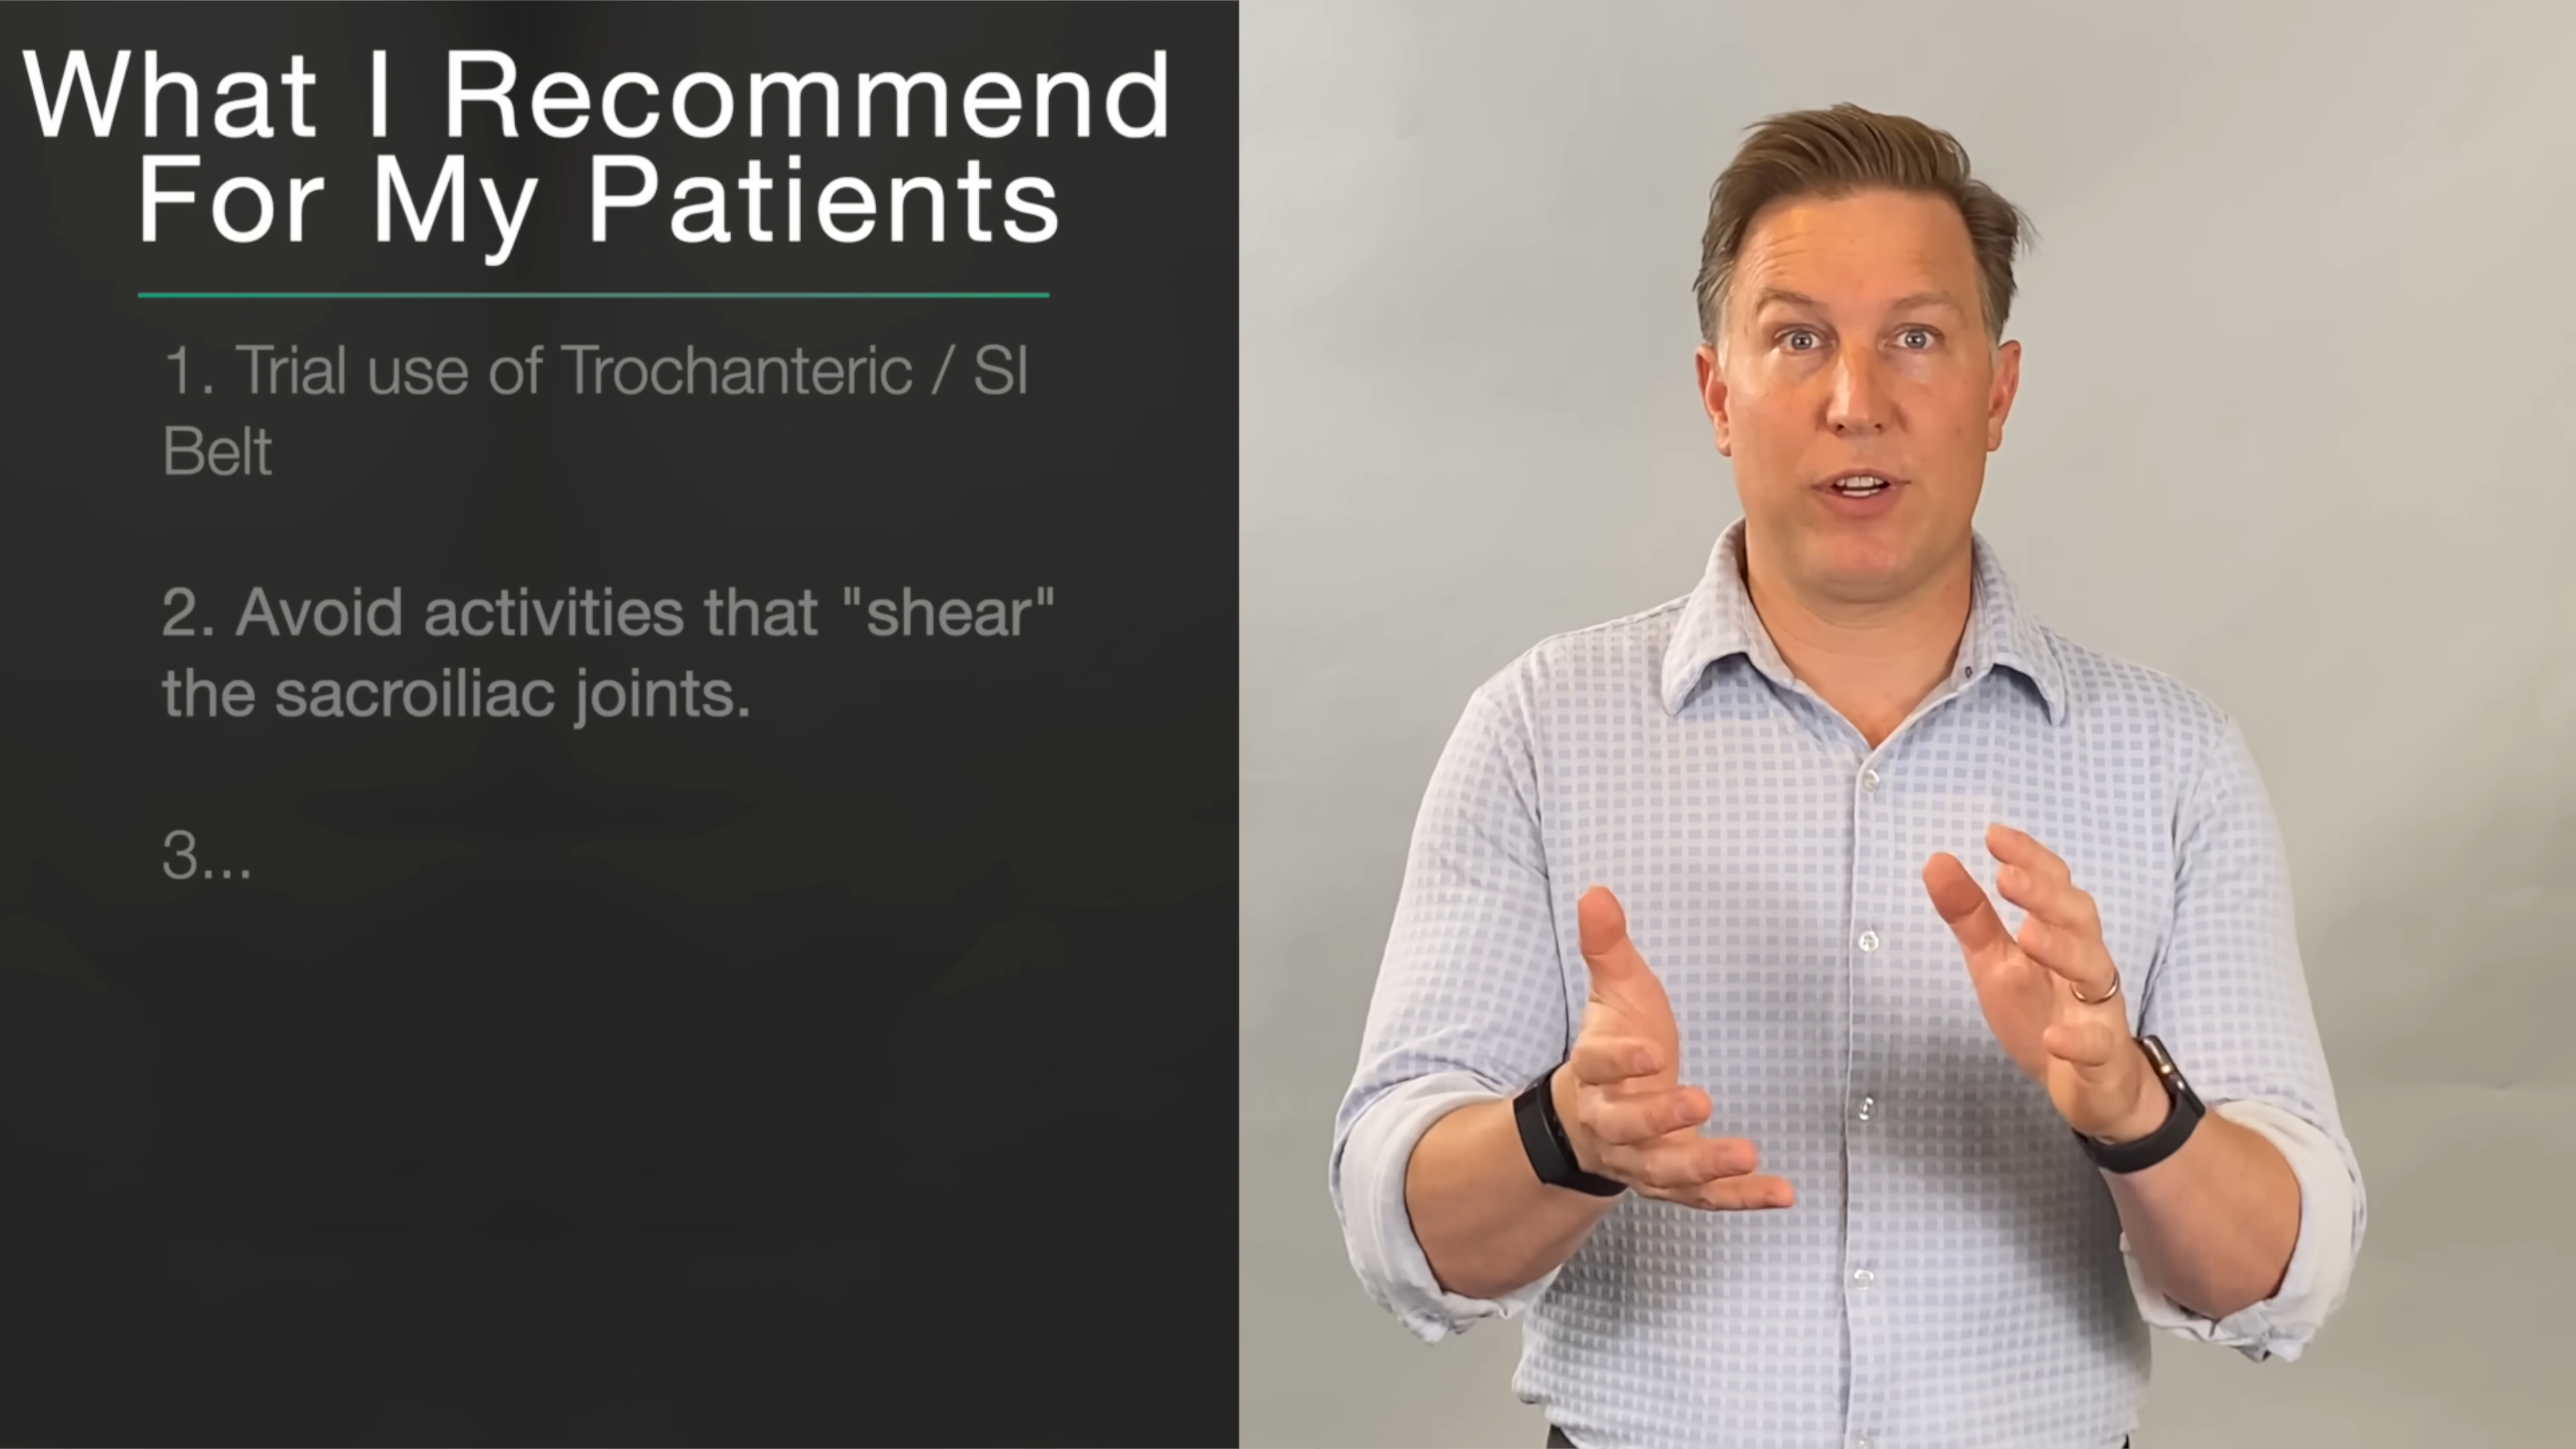 What I Recommend
For My Patients
1. Trial use of Trochanteric / SI
Belt
2. Avoid activities that "shear"
the sacroiliac joints.
3...